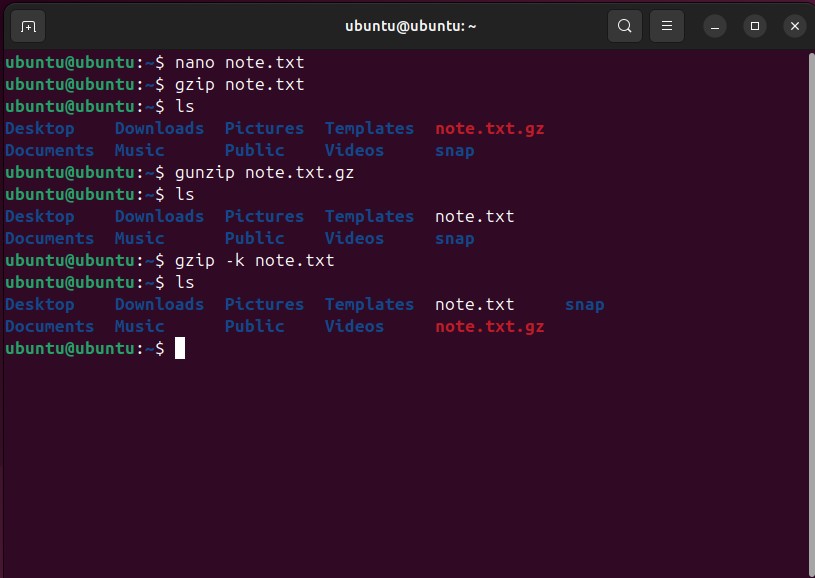 ubuntu@ubuntu: ~
ubuntu@ubuntu:~$ nano note.txt
ubuntu@ubuntu:~$ gzip note.txt
ubuntu@ubuntu:~$ ls
Desktop    Downloads  Pictures  Templates  note.txt.gz
Documents  Music      Public    Videos     snap
ubuntu@ubuntu:~$ gunzip note.txt.gz
ubuntu@ubuntu:~$ ls
Desktop    Downloads  Pictures  Templates  note.txt
Documents  Music      Public    Videos     snap
ubuntu@ubuntu:~$ gzip -k note.txt
ubuntu@ubuntu:~$ ls
Desktop    Downloads  Pictures  Templates  note.txt     snap
Documents  Music      Public    Videos     note.txt.gz
ubuntu@ubuntu:~$